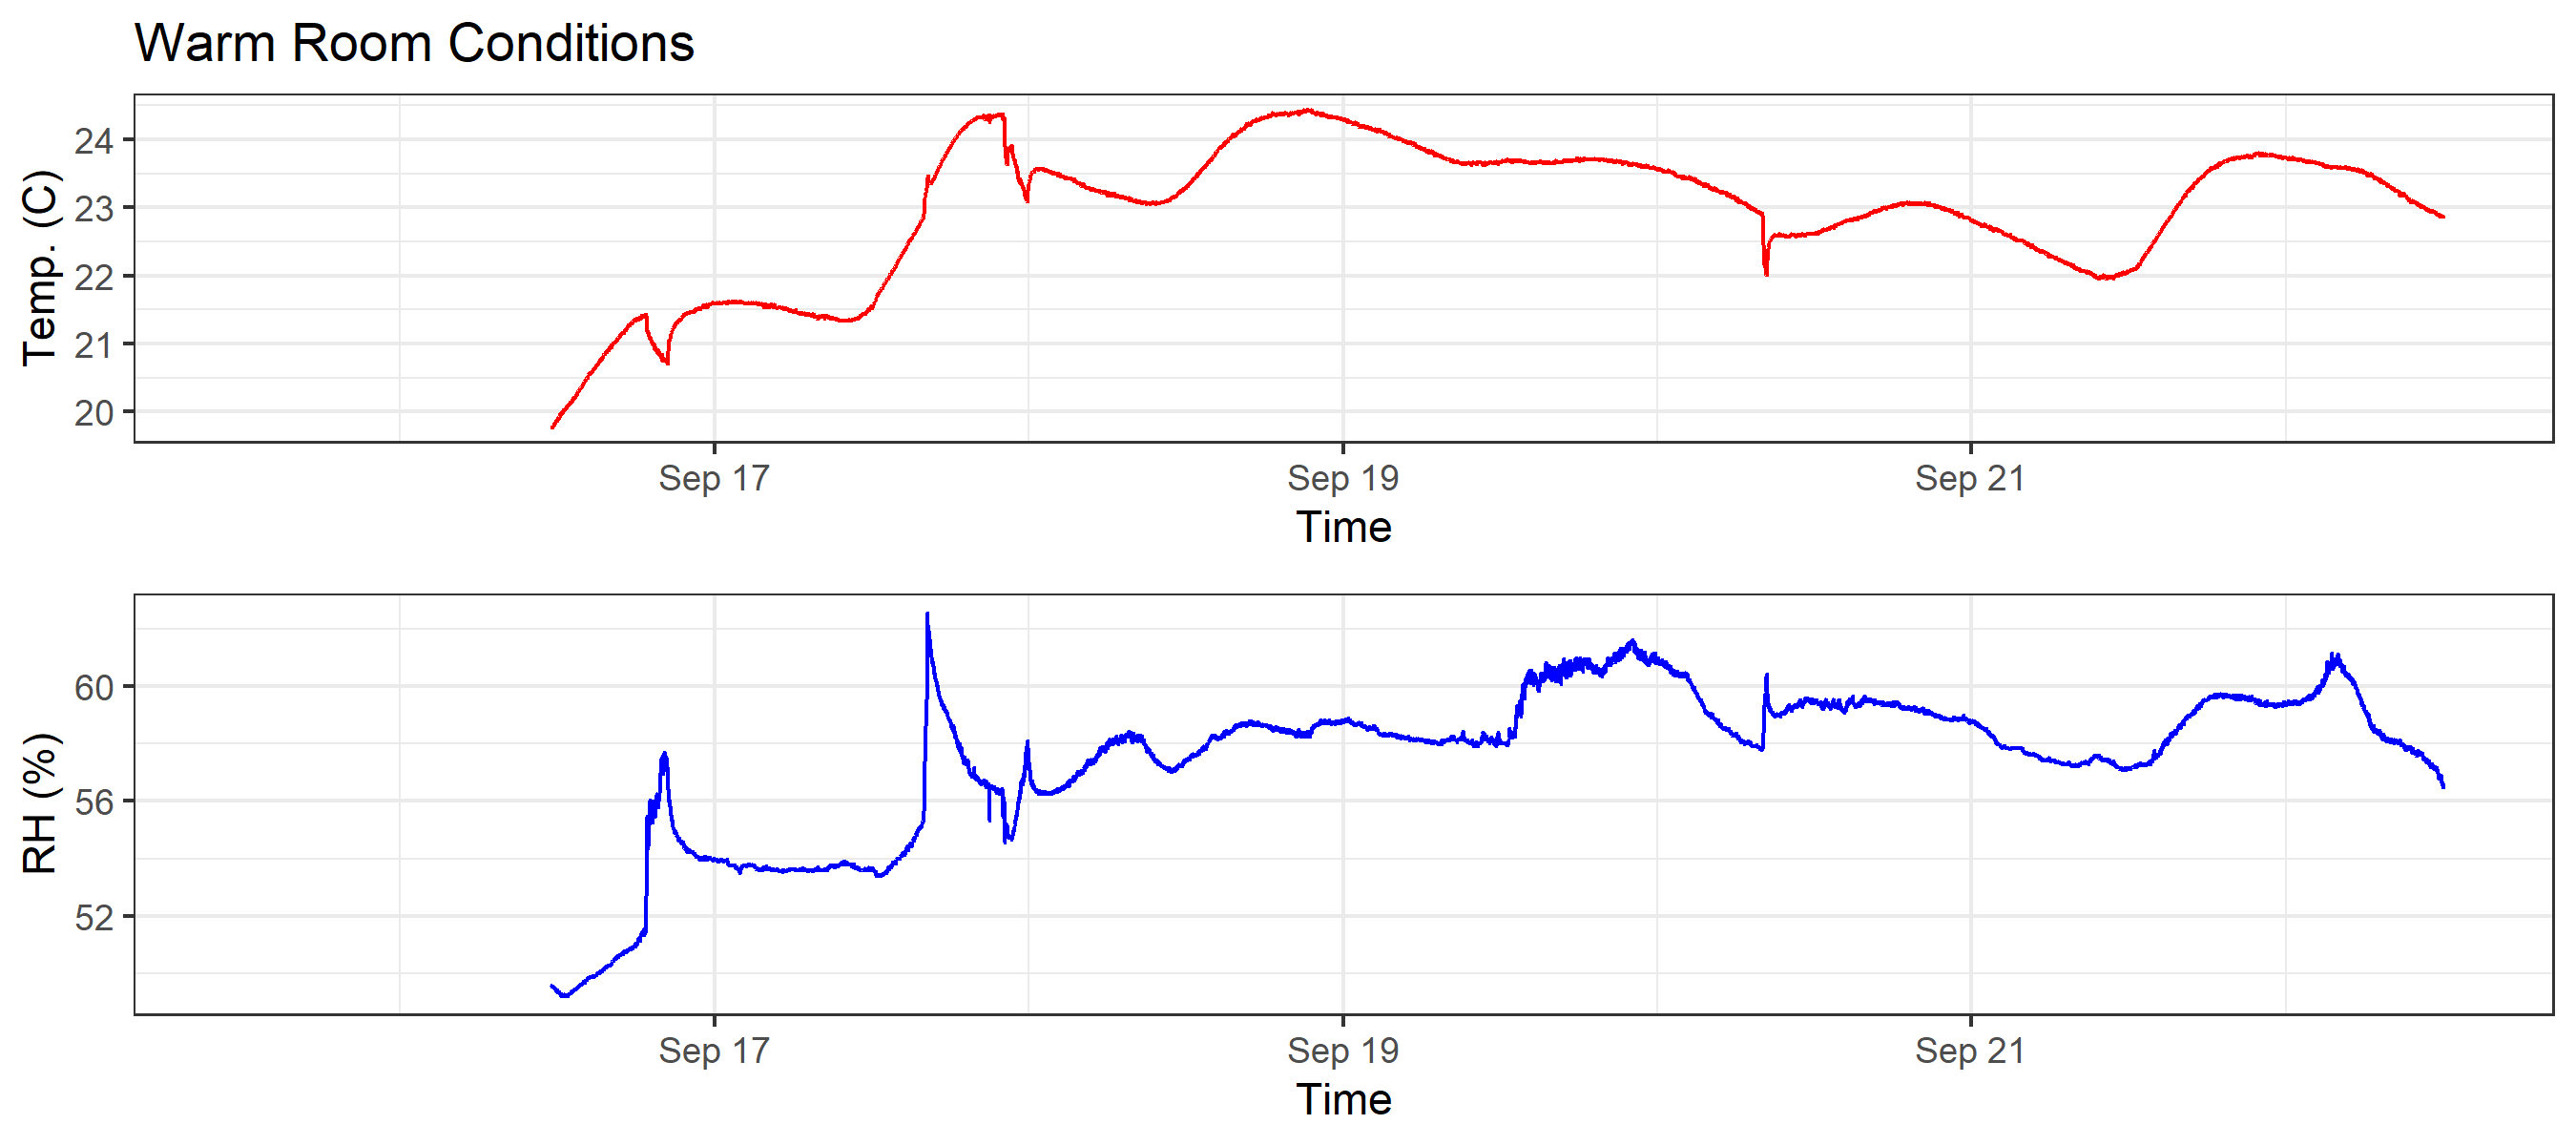 Warm Room Conditions
Temp. (C)
24
23
22
21
20
Sep 17
Sep 19
Sep 21
Time
RH (%)
60
56
52
Sep 17
Sep 19
Sep 21
Time